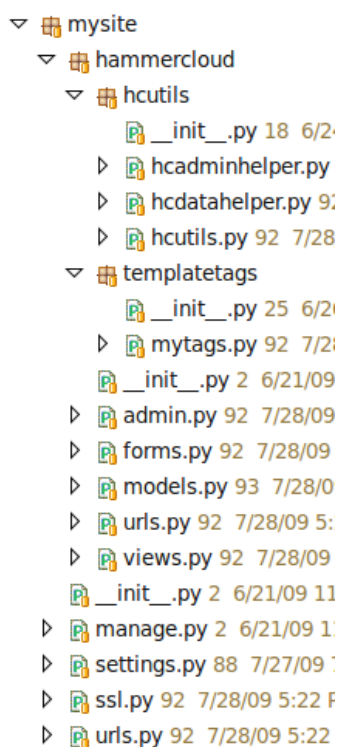 mysite
hammercloud
hcutils
__init__.py 18 6/2
hcadminhelper.py
hcdatahelper.py 92
hcutils.py 92 7/28
templatetags
__init__.py 25 6/2
mytags.py 92 7/2
__init__.py 2 6/21/09
admin.py 92 7/28/09
forms.py 92 7/28/09
models.py 93 7/28/0
urls.py 92 7/28/09 5:
views.py 92 7/28/09
__init__.py 2 6/21/09 11
manage.py 2 6/21/09 1
settings.py 88 7/27/09
ssl.py 92 7/28/09 5:22
urls.py 92 7/28/09 5:22